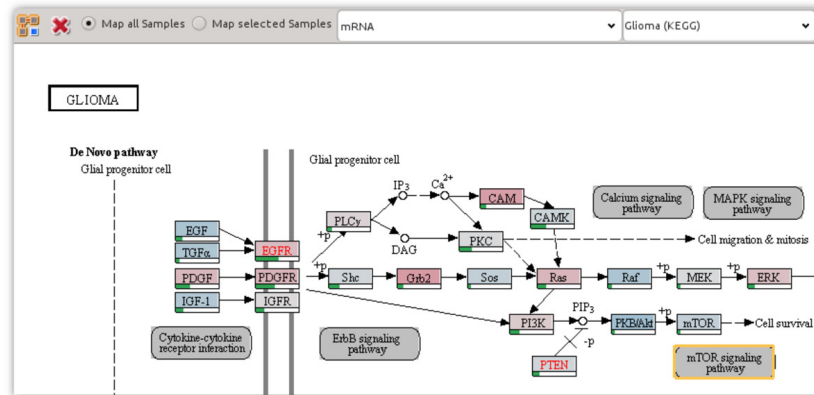 Map all Samples
Map selected Samples
mRNA
Glioma (KEGG)
GLIOMA
De Novo pathway
Glial progenitor cell
Glial progenitor cell
IP3
Ca2+
CAM
Calcium signaling
pathway
MAPK signaling
pathway
PLCγ
CAMK
EGF
+p
DAG
PKC
Cell migration & mitosis
TGFα
EGFR
PDGF
PDGFR
+p
Shc
Grb2
Sos
Ras
Raf
+p
MEK
+p
ERK
IGF-1
IGFR
PIP3
PI3K
PKB/Akt
+p
mTOR
Cell survival
Cytokine-cytokine
receptor interaction
ErbB signaling
pathway
-p
PTEN
mTOR signaling
pathway